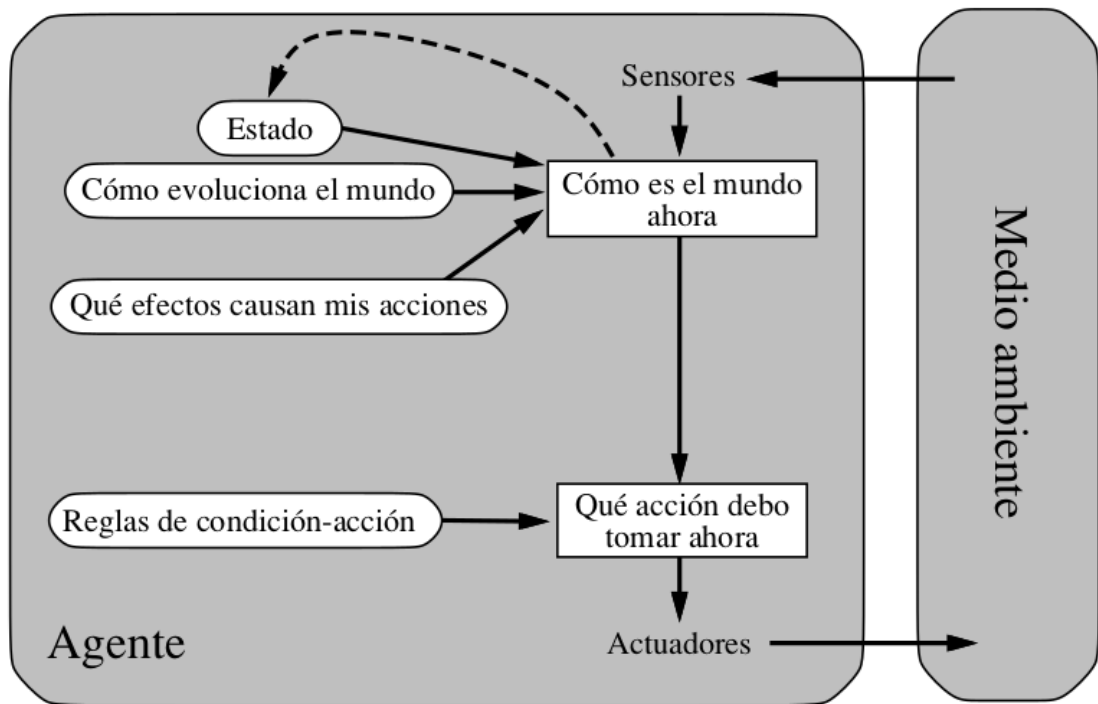 Sensores
Estado
Cómo evoluciona el mundo
Cómo es el mundo
ahora
Qué efectos causan mis acciones
Medio ambiente
Reglas de condición-acción
Qué acción debo
tomar ahora
Agente
Actuadores